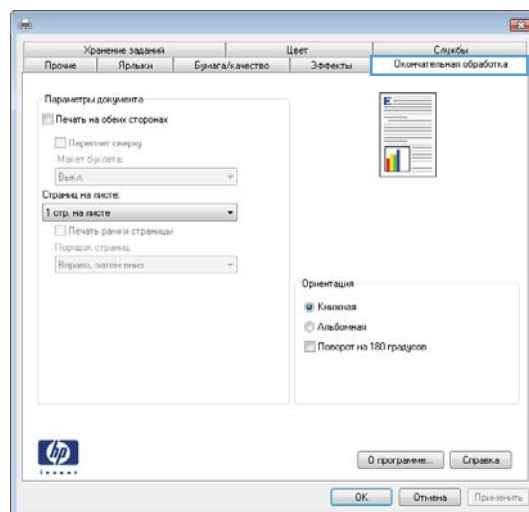 Хранение заданий Цвет Службы
Прочие Ярлыки Бумага/качество Эффекты Окончательная обработка
Параметры документа
Печать на обеих сторонах
Переплет сверху
Макет буклета:
Выкл.
Страниц на листе:
1 стр. на листе
Печать рамки страницы
Порядок страниц:
Вправо, затем вниз
E
Ориентация
Книжная
Альбомная
Поворот на 180 градусов
hp
invent
О программе... Справка
OK Отмена Применить